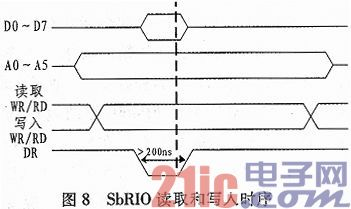 D0～D7
A0～A5
读取
WR/RD
写入
WR/RD
DR
>200ns
21ic 电子网
.com
图 8 SbRIO 读取和写入时序